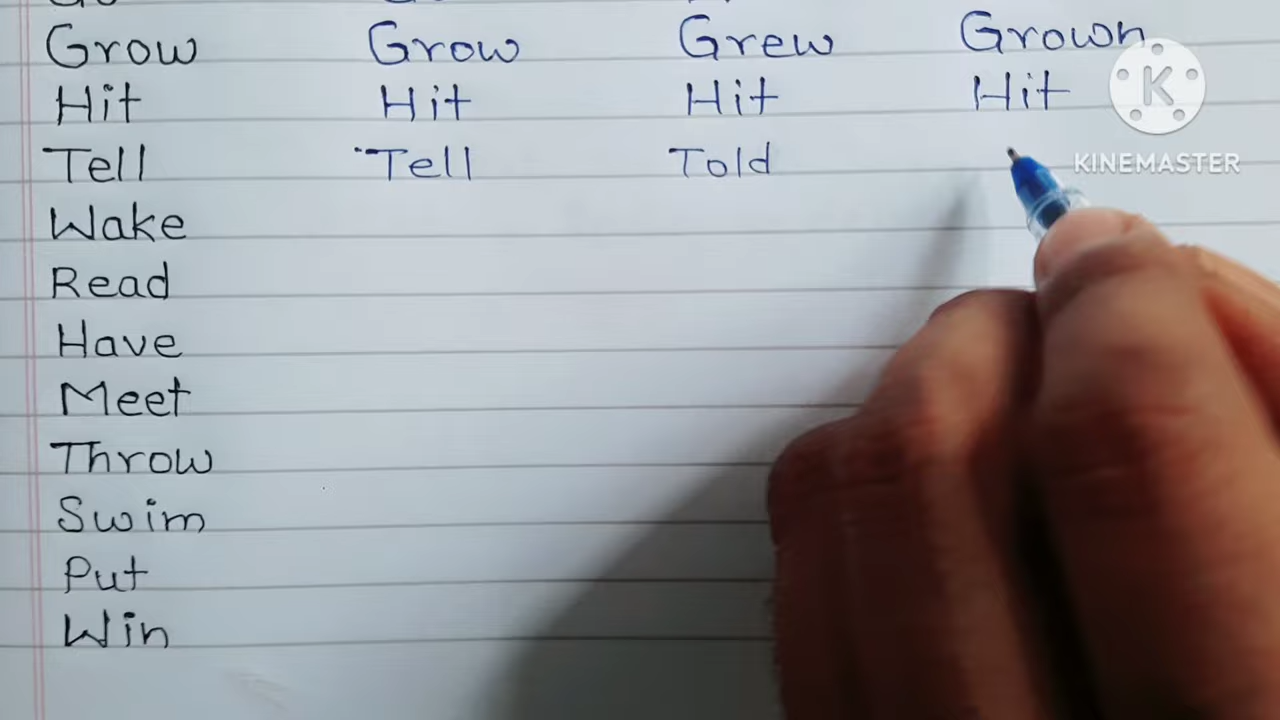 Grow Grow Grew Grown
Hit Hit Hit Hit
Tell Tell Told
KINEMASTER
Wake
Read
Have
Meet
Throw
Swim
Put
Win